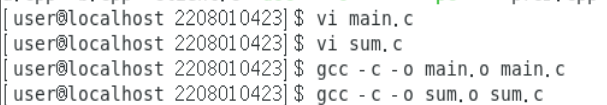 [user@localhost 2208010423]$ vi main.c
[user@localhost 2208010423]$ vi sum.c
[user@localhost 2208010423]$ gcc -c -o main.o main.c
[user@localhost 2208010423]$ gcc -c -o sum.o sum.c